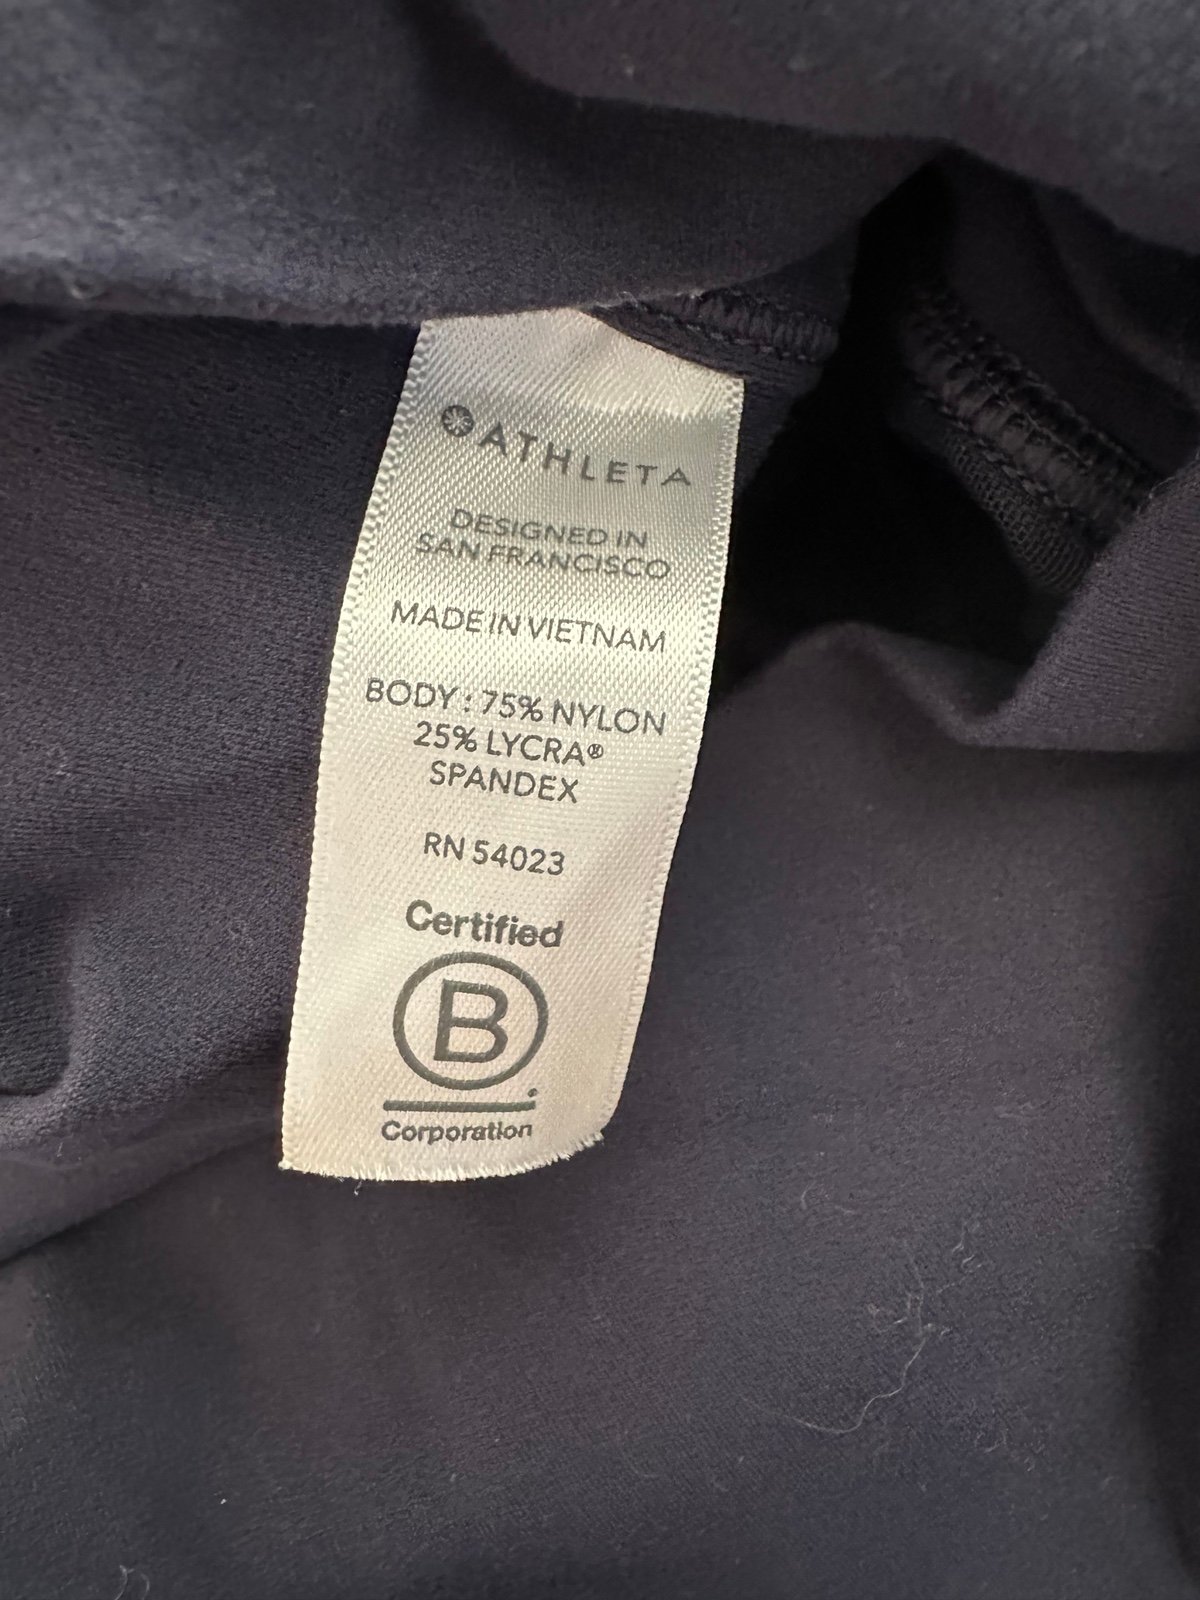 ATHLETA
DESIGNED IN
SAN FRANCISCO
MADE IN VIETNAM
BODY : 75% NYLON
25% LYCRA®
SPANDEX
RN 54023
Certified
B
Corporation